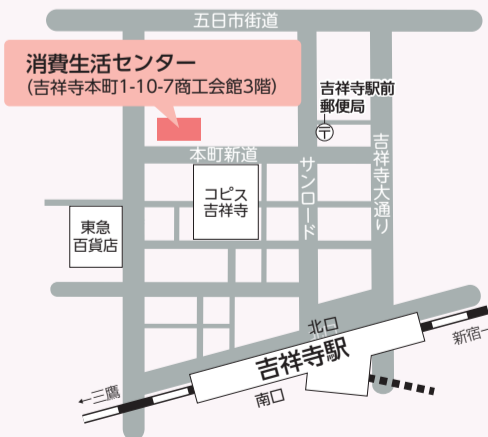 五日市街道
消費生活センター
(吉祥寺本町1-10-7商工会館3階)
吉祥寺駅前
郵便局
〒
本町新道
サンロード
吉祥寺大通り
コピス
吉祥寺
東急
百貨店
北口
吉祥寺駅
南口
新宿→
←三鷹